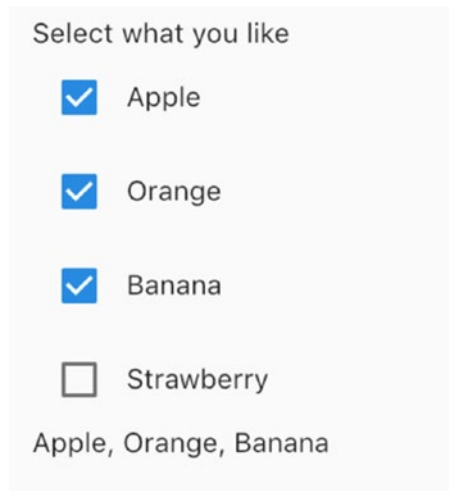 Select what you like
Apple
Orange
Banana
Strawberry
Apple, Orange, Banana